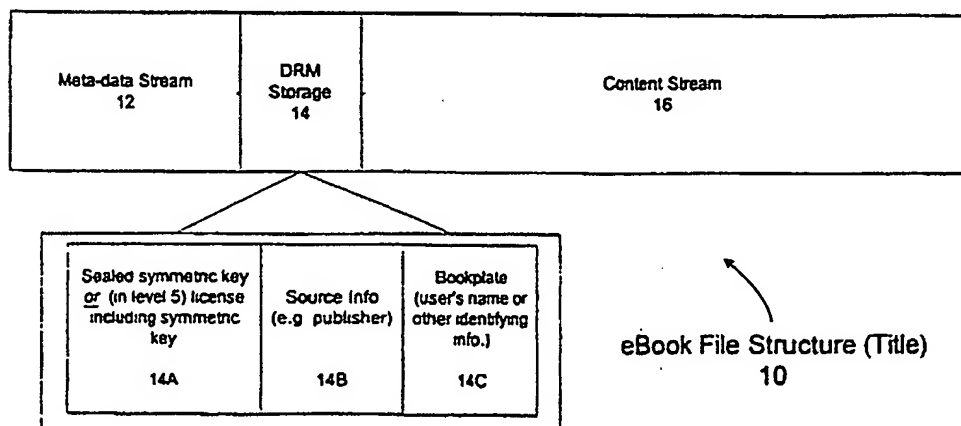 Meta-data Stream
12
DRM
Storage
14
Content Stream
16
Sealed symmetric key
or (in level 5) license
including symmetric
key
14A
Source Info
(e.g publisher)
14B
Bookplate
(user's name or
other identifying
info.)
14C
eBook File Structure (Title)
10